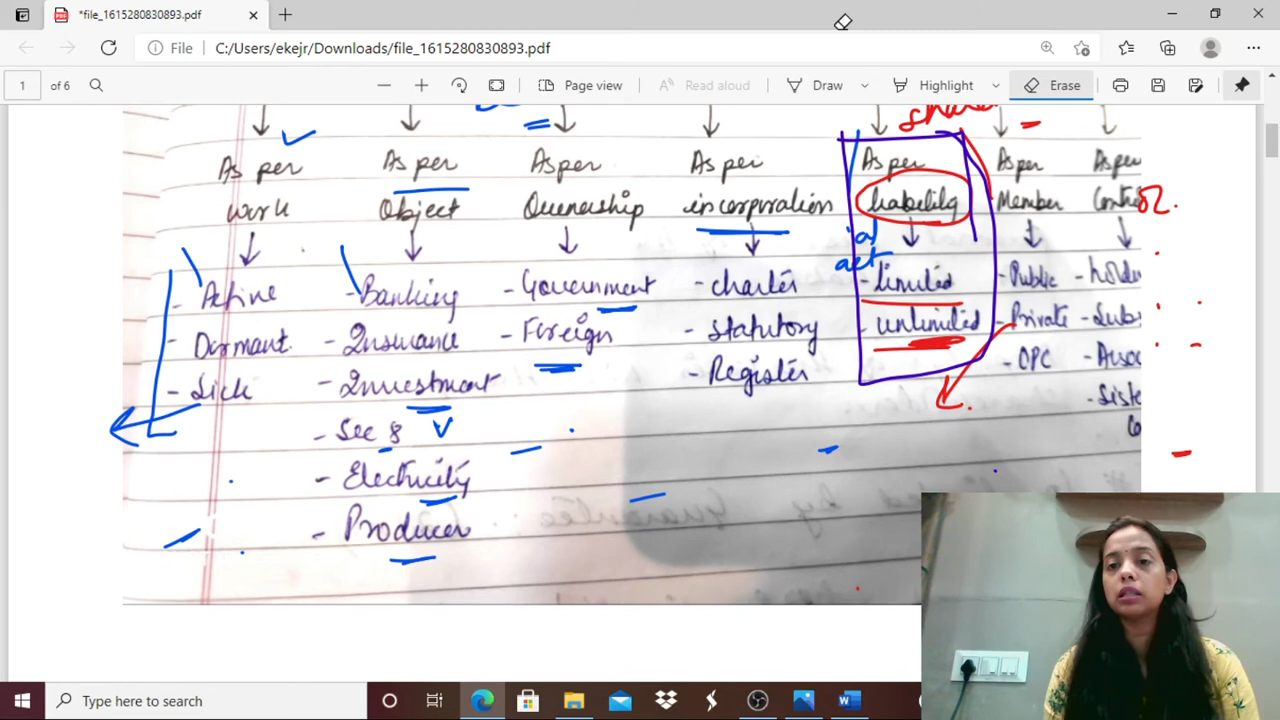 *file_1615280830893.pdf
File C:/Users/ekejr/Downloads/file_1615280830893.pdf
1 of 6 Page view Read aloud Draw Highlight Erase
As per As per As per As per As per As per As per
work Object Ownership incorporation liability Member
act
- Active - Banking - Government - charter - limited - Public
- Dormant - Insurance - Foreign - Statutory - unlimited - Private
- Sick - Investment - Register - OPC
- Sec 8
- Electricity
- Producer
Type here to search